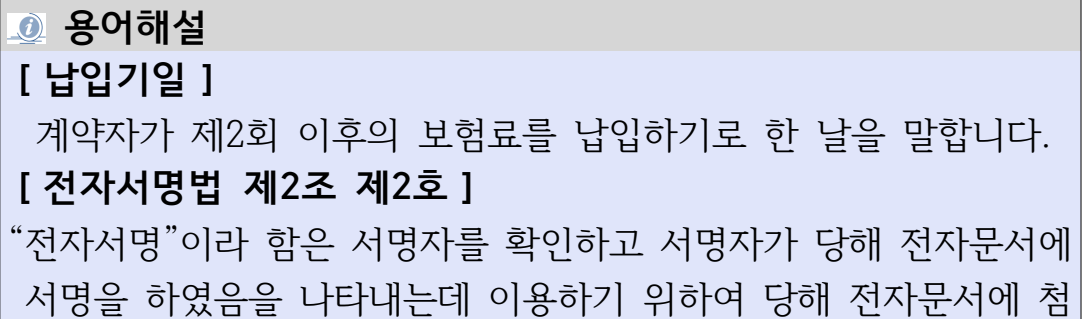 용어해설
[ 납입기일 ]
계약자가 제2회 이후의 보험료를 납입하기로 한 날을 말합니다.
[ 전자서명법 제2조 제2호 ]
“전자서명”이라 함은 서명자를 확인하고 서명자가 당해 전자문서에
서명을 하였음을 나타내는데 이용하기 위하여 당해 전자문서에 첨